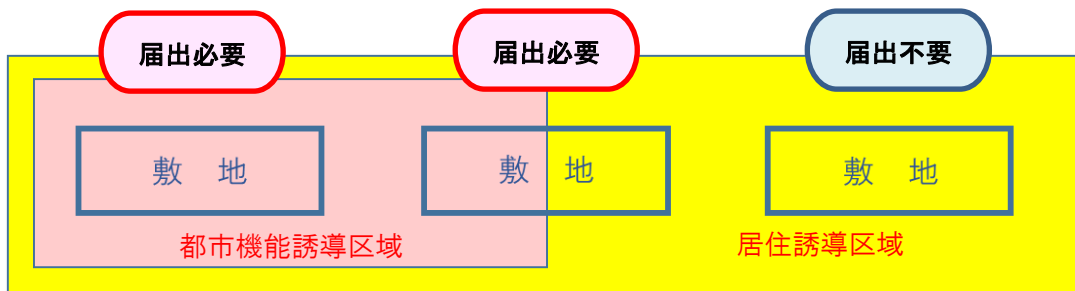 届出必要
届出必要
届出不要
敷 地
敷 地
敷 地
都市機能誘導区域
居住誘導区域